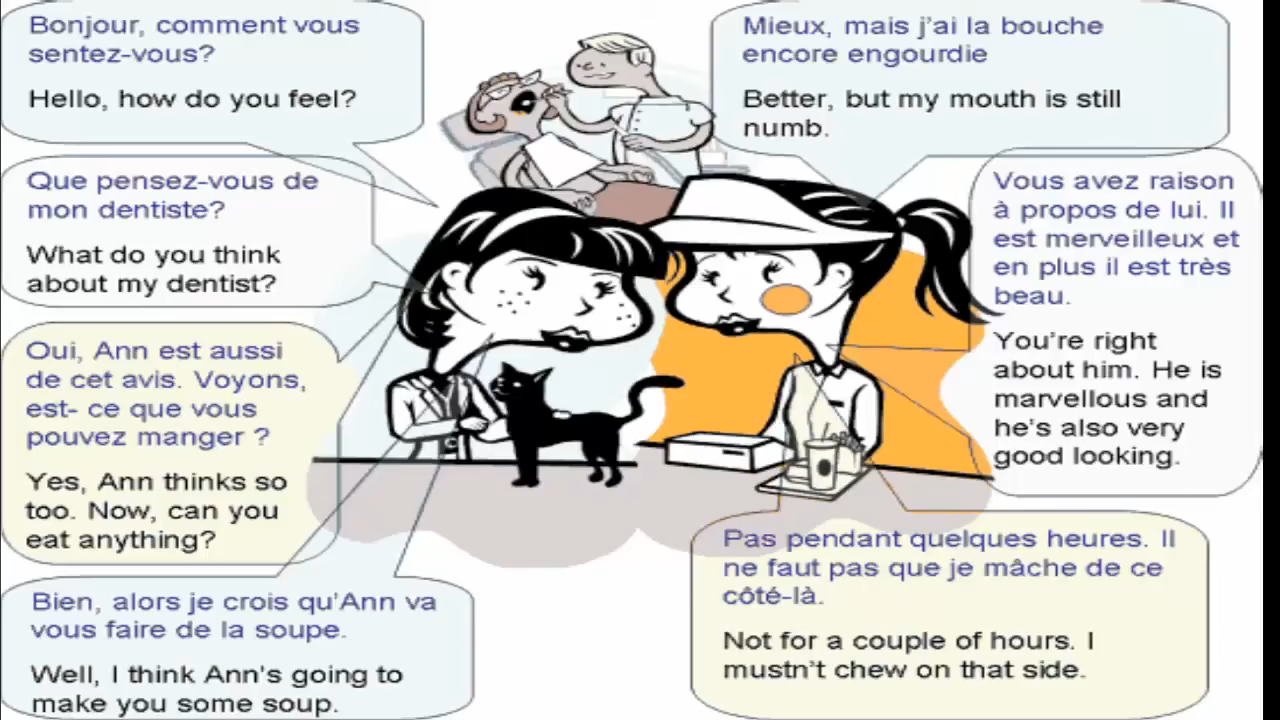 Bonjour, comment vous
sentez-vous?
Hello, how do you feel?
Mieux, mais j'ai la bouche
encore engourdie
Better, but my mouth is still
numb.
Que pensez-vous de
mon dentiste?
What do you think
about my dentist?
Vous avez raison
à propos de lui. Il
est merveilleux et
en plus il est très
beau.
You're right
about him. He is
marvellous and
he's also very
good looking.
Oui, Ann est aussi
de cet avis. Voyons,
est- ce que vous
pouvez manger ?
Yes, Ann thinks so
too. Now, can you
eat anything?
Pas pendant quelques heures. Il
ne faut pas que je mâche de ce
côté-là.
Not for a couple of hours. I
mustn't chew on that side.
Bien, alors je crois qu'Ann va
vous faire de la soupe.
Well, I think Ann's going to
make you some soup.